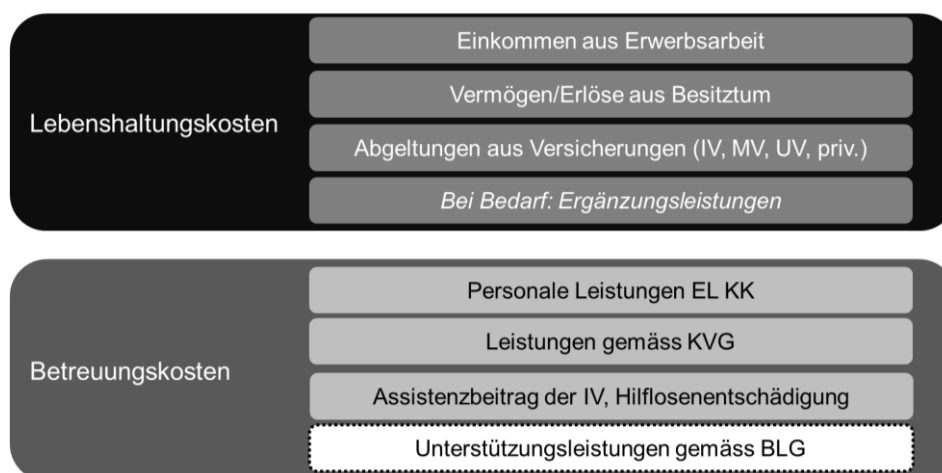 Lebenshaltungskosten
Einkommen aus Erwerbsarbeit
Vermögen/Erlöse aus Besitztum
Abgeltungen aus Versicherungen (IV, MV, UV, priv.)
Bei Bedarf: Ergänzungsleistungen
Betreuungskosten
Personale Leistungen EL KK
Leistungen gemäss KVG
Assistenzbeitrag der IV, Hilflosenentschädigung
Unterstützungsleistungen gemäss BLG